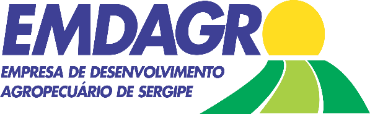 EMDAGRO
EMPRESA DE DESENVOLVIMENTO
AGROPECUÁRIO DE SERGIPE